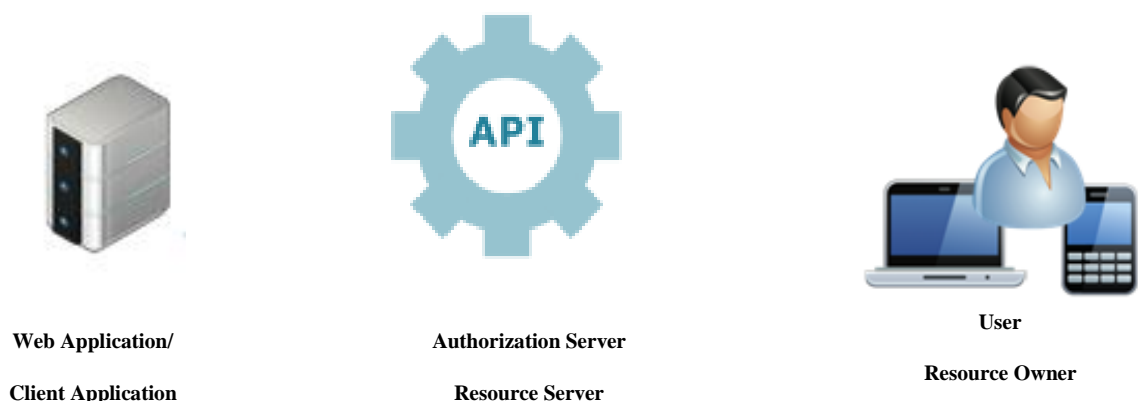 API
Web Application/
Client Application
Authorization Server
Resource Server
User
Resource Owner